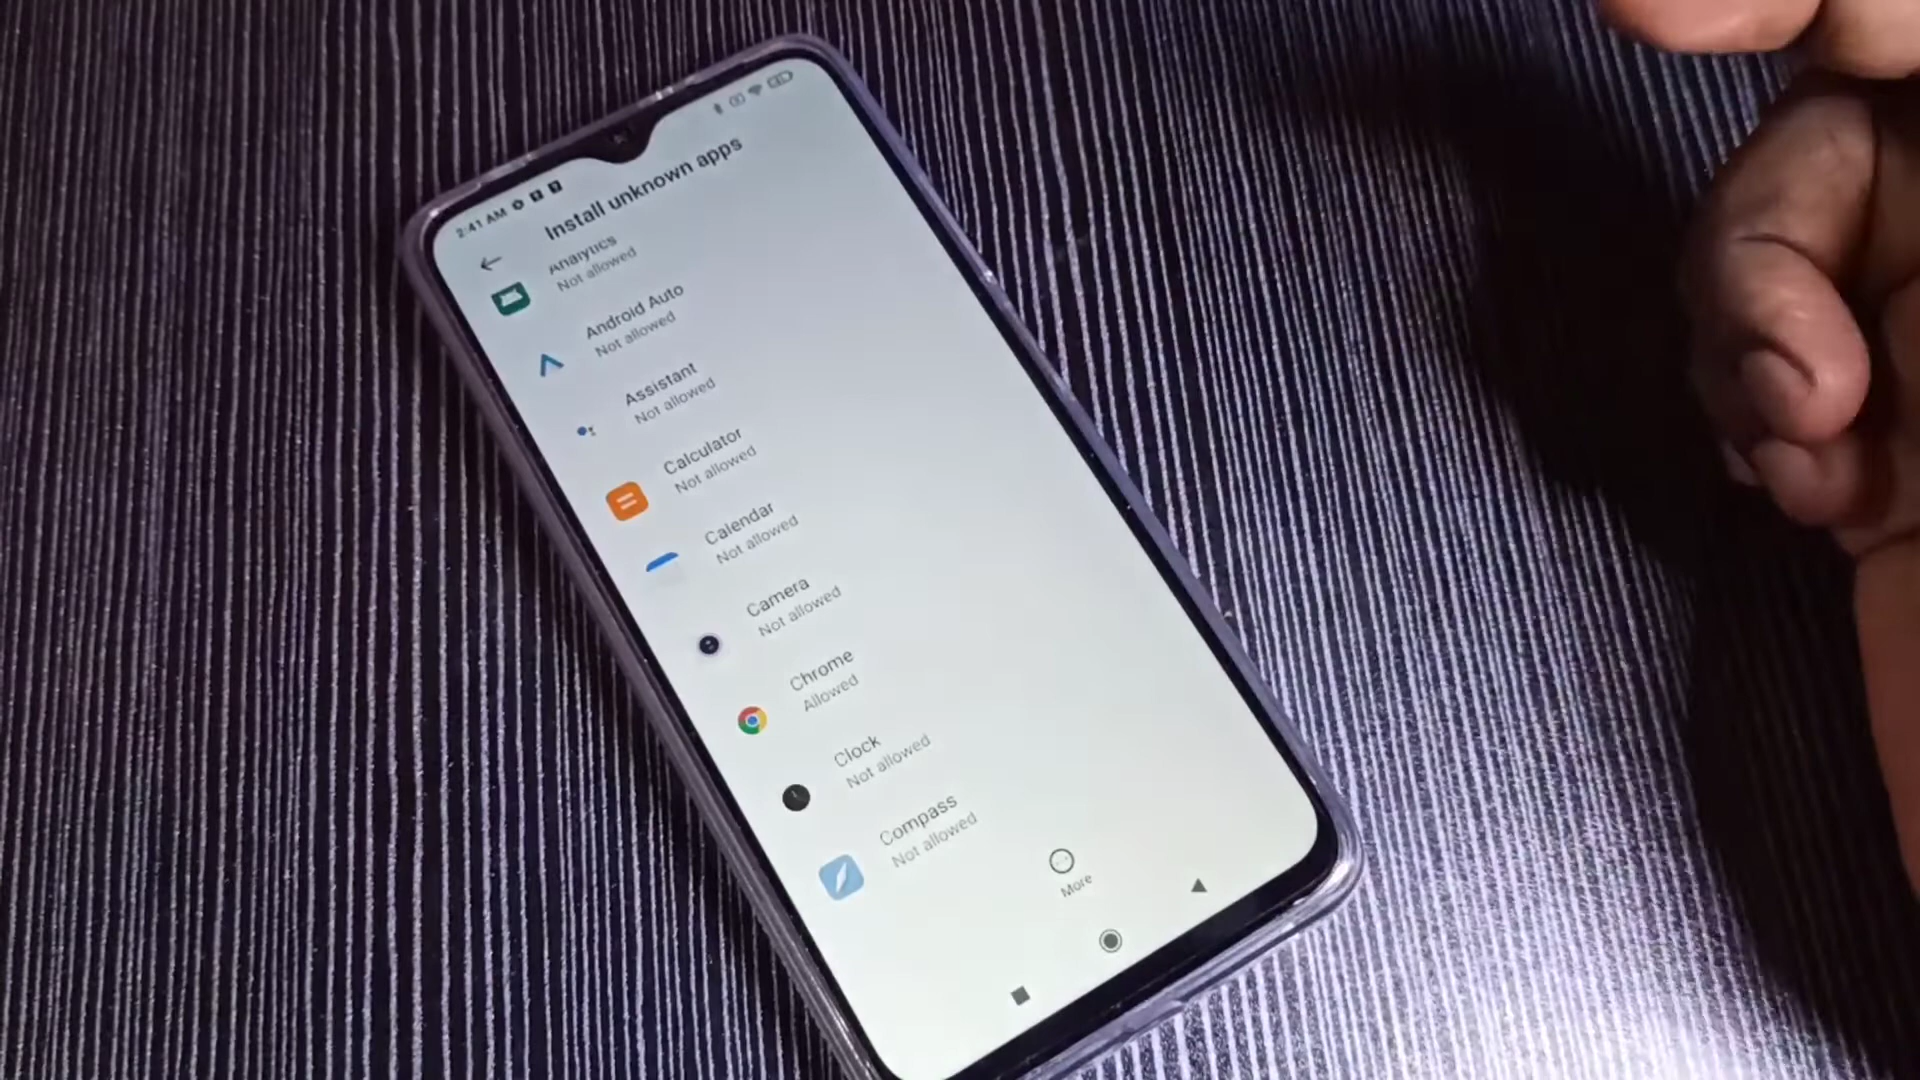 2:41 AM
Install unknown apps
Analytics
Not allowed
Android Auto
Not allowed
Assistant
Not allowed
Calculator
Not allowed
Calendar
Not allowed
Camera
Not allowed
Chrome
Allowed
Clock
Not allowed
Compass
Not allowed
More